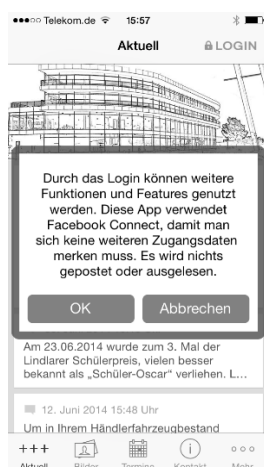 Telekom.de 15:57
Aktuell LOGIN
Durch das Login können weitere
Funktionen und Features genutzt
werden. Diese App verwendet
Facebook Connect, damit man
sich keine weiteren Zugangsdaten
merken muss. Es wird nichts
gepostet oder ausgelesen.
OK Abbrechen
Am 23.06.2014 wurde zum 3. Mal der
Lindlarer Schülerpreis, vielen besser
bekannt als „Schüler-Oscar“ verliehen. L...
12. Juni 2014 15:48 Uhr
Um in Ihrem Händlerfahrzeugbestand
Aktuell Bilder Termine Kontakt Mehr